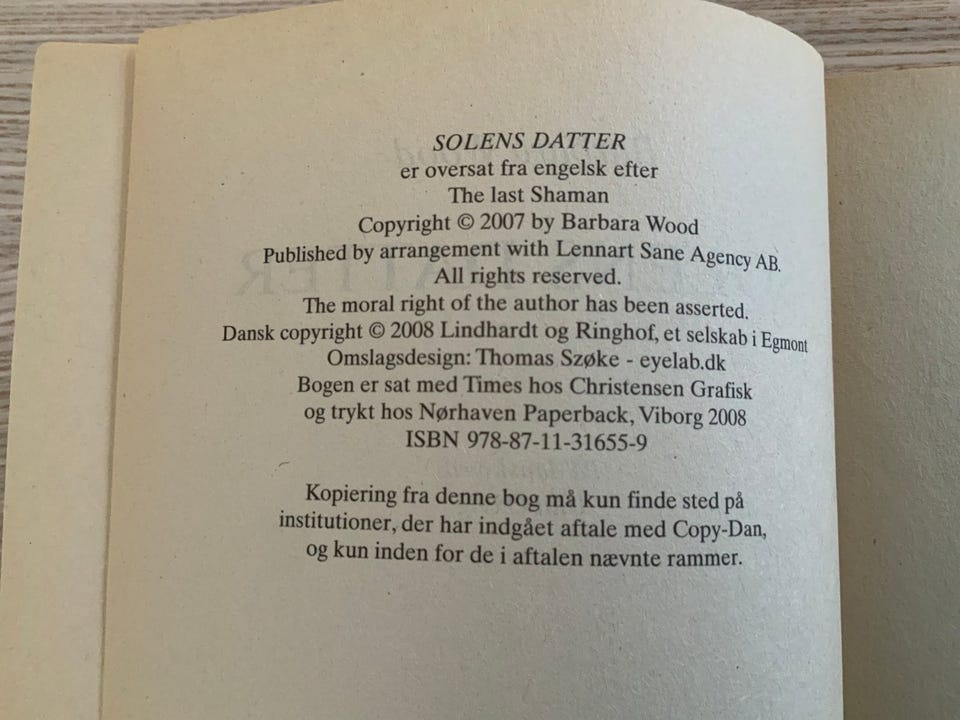 SOLENS DATTER
er oversat fra engelsk efter
The last Shaman
Copyright © 2007 by Barbara Wood
Published by arrangement with Lennart Sane Agency AB.
All rights reserved.
The moral right of the author has been asserted.
Dansk copyright © 2008 Lindhardt og Ringhof, et selskab i Egmont
Omslagsdesign: Thomas Szøke - eyelab.dk
Bogen er sat med Times hos Christensen Grafisk
og trykt hos Nørhaven Paperback, Viborg 2008
ISBN 978-87-11-31655-9
Kopiering fra denne bog må kun finde sted på
institutioner, der har indgået aftale med Copy-Dan,
og kun inden for de i aftalen nævnte rammer.